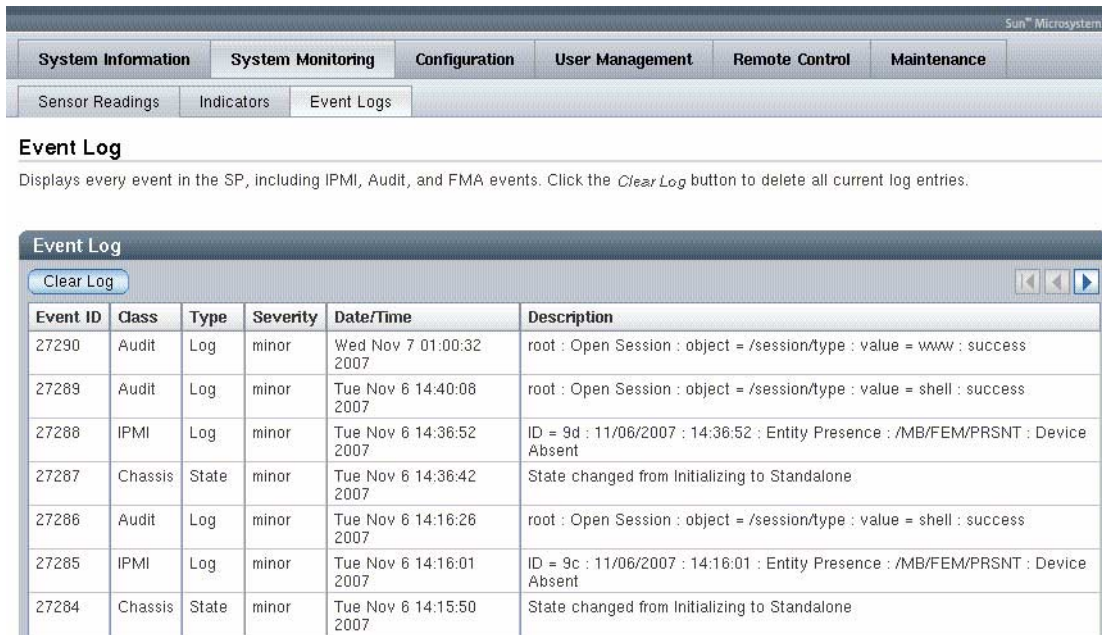 Sun™ Microsystem
System Information System Monitoring Configuration User Management Remote Control Maintenance
Sensor Readings Indicators Event Logs
Event Log
Displays every event in the SP, including IPMI, Audit, and FMA events. Click the Clear Log button to delete all current log entries.
Event Log
Clear Log
Event ID Class Type Severity Date/Time Description
27290 Audit Log minor Wed Nov 7 01:00:32 2007 root : Open Session : object = /session/type : value = www : success
27289 Audit Log minor Tue Nov 6 14:40:08 2007 root : Open Session : object = /session/type : value = shell : success
27288 IPMI Log minor Tue Nov 6 14:36:52 2007 ID = 9d : 11/06/2007 : 14:36:52 : Entity Presence : /MB/FEM/PRSNT : Device Absent
27287 Chassis State minor Tue Nov 6 14:36:42 2007 State changed from Initializing to Standalone
27286 Audit Log minor Tue Nov 6 14:16:26 2007 root : Open Session : object = /session/type : value = shell : success
27285 IPMI Log minor Tue Nov 6 14:16:01 2007 ID = 9c : 11/06/2007 : 14:16:01 : Entity Presence : /MB/FEM/PRSNT : Device Absent
27284 Chassis State minor Tue Nov 6 14:15:50 2007 State changed from Initializing to Standalone